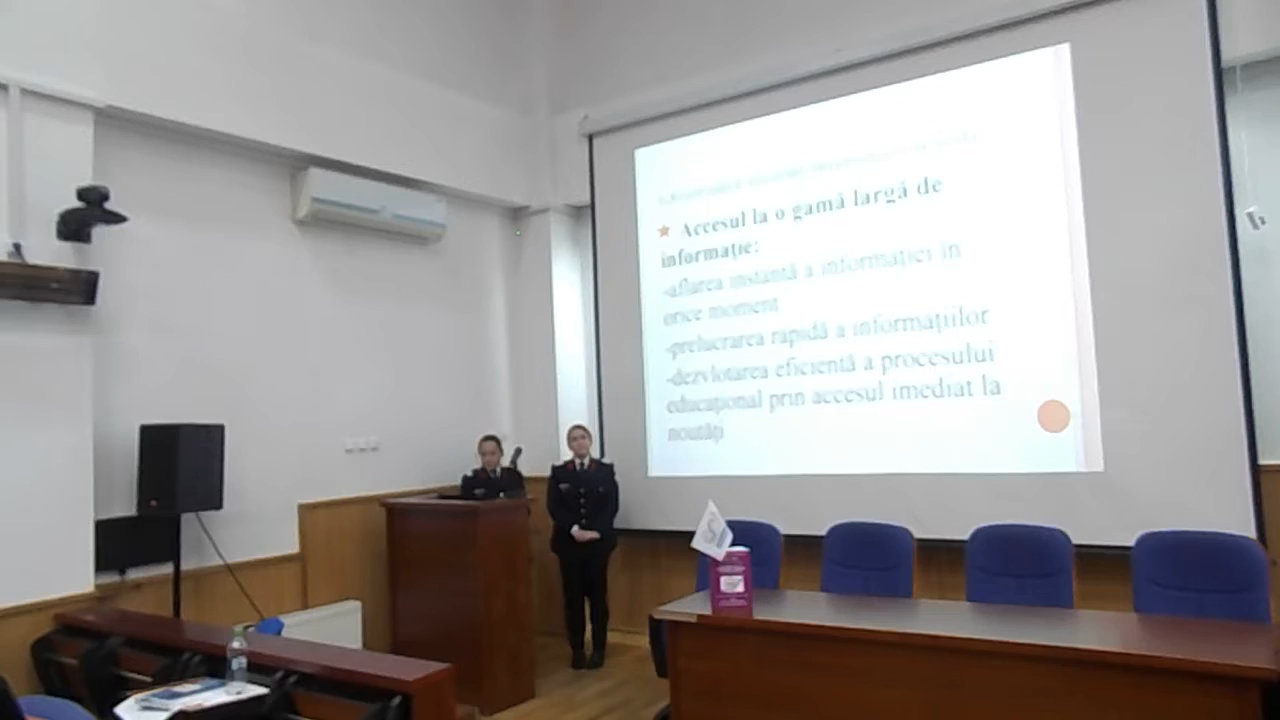 Accesul la o gamă largă de
informație:
-aflarea instantă a informației în
orice moment
-prelucrarea rapidă a informațiilor
-dezvlotarea eficientă a procesului
educațional prin accesul imediat la
noutăți